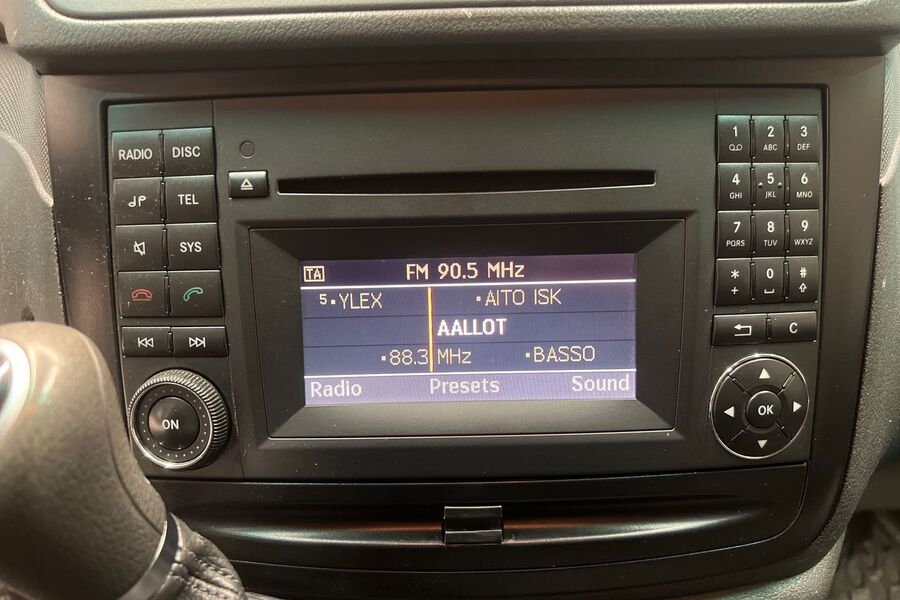 RADIO DISC
TEL
SYS
ON
TA FM 90.5 MHz
5 YLEX AITO ISK
AALLOT
88.3 MHz BASSO
Radio Presets Sound
1 2 ABC 3 DEF
4 GHI 5 JKL 6 MNO
7 PQRS 8 TUV 9 WXYZ
* + 0 #
C
OK